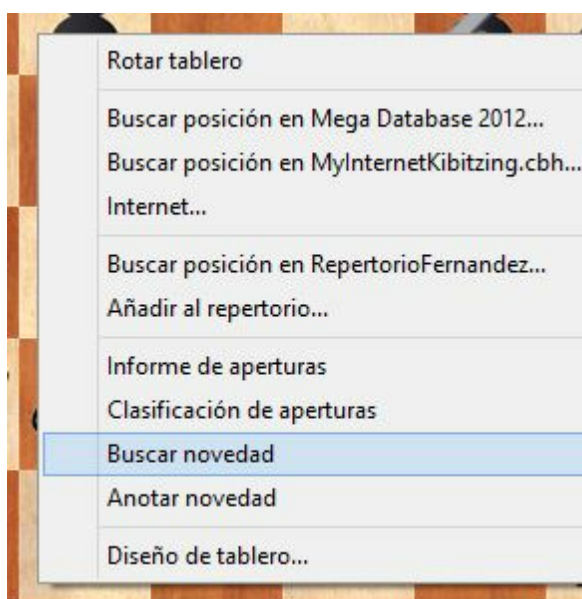 Rotar tablero
Buscar posición en Mega Database 2012...
Buscar posición en MyInternetKibitzing.cbh...
Internet...
Buscar posición en RepertorioFernandez...
Añadir al repertorio...
Informe de aperturas
Clasificación de aperturas
Buscar novedad
Anotar novedad
Diseño de tablero...